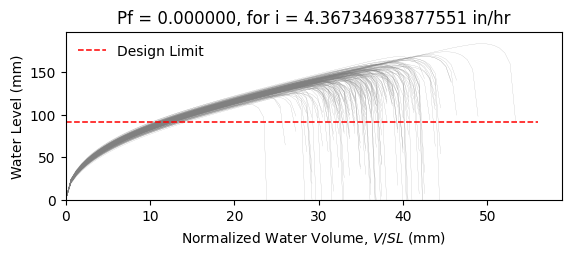 Pf = 0.000000, for i = 4.36734693877551 in/hr
Design Limit
Water Level (mm)
150
100
50
0
0 10 20 30 40 50
Normalized Water Volume, V/SL (mm)